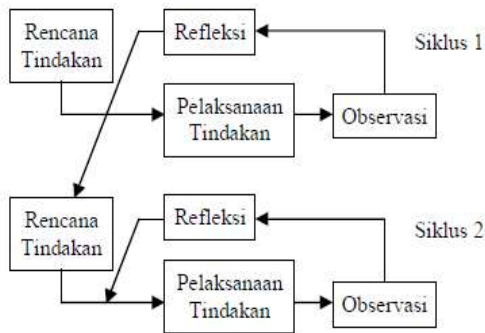 Rencana
Tindakan
Refleksi
Siklus 1
Pelaksanaan
Tindakan
Observasi
Rencana
Tindakan
Refleksi
Siklus 2
Pelaksanaan
Tindakan
Observasi